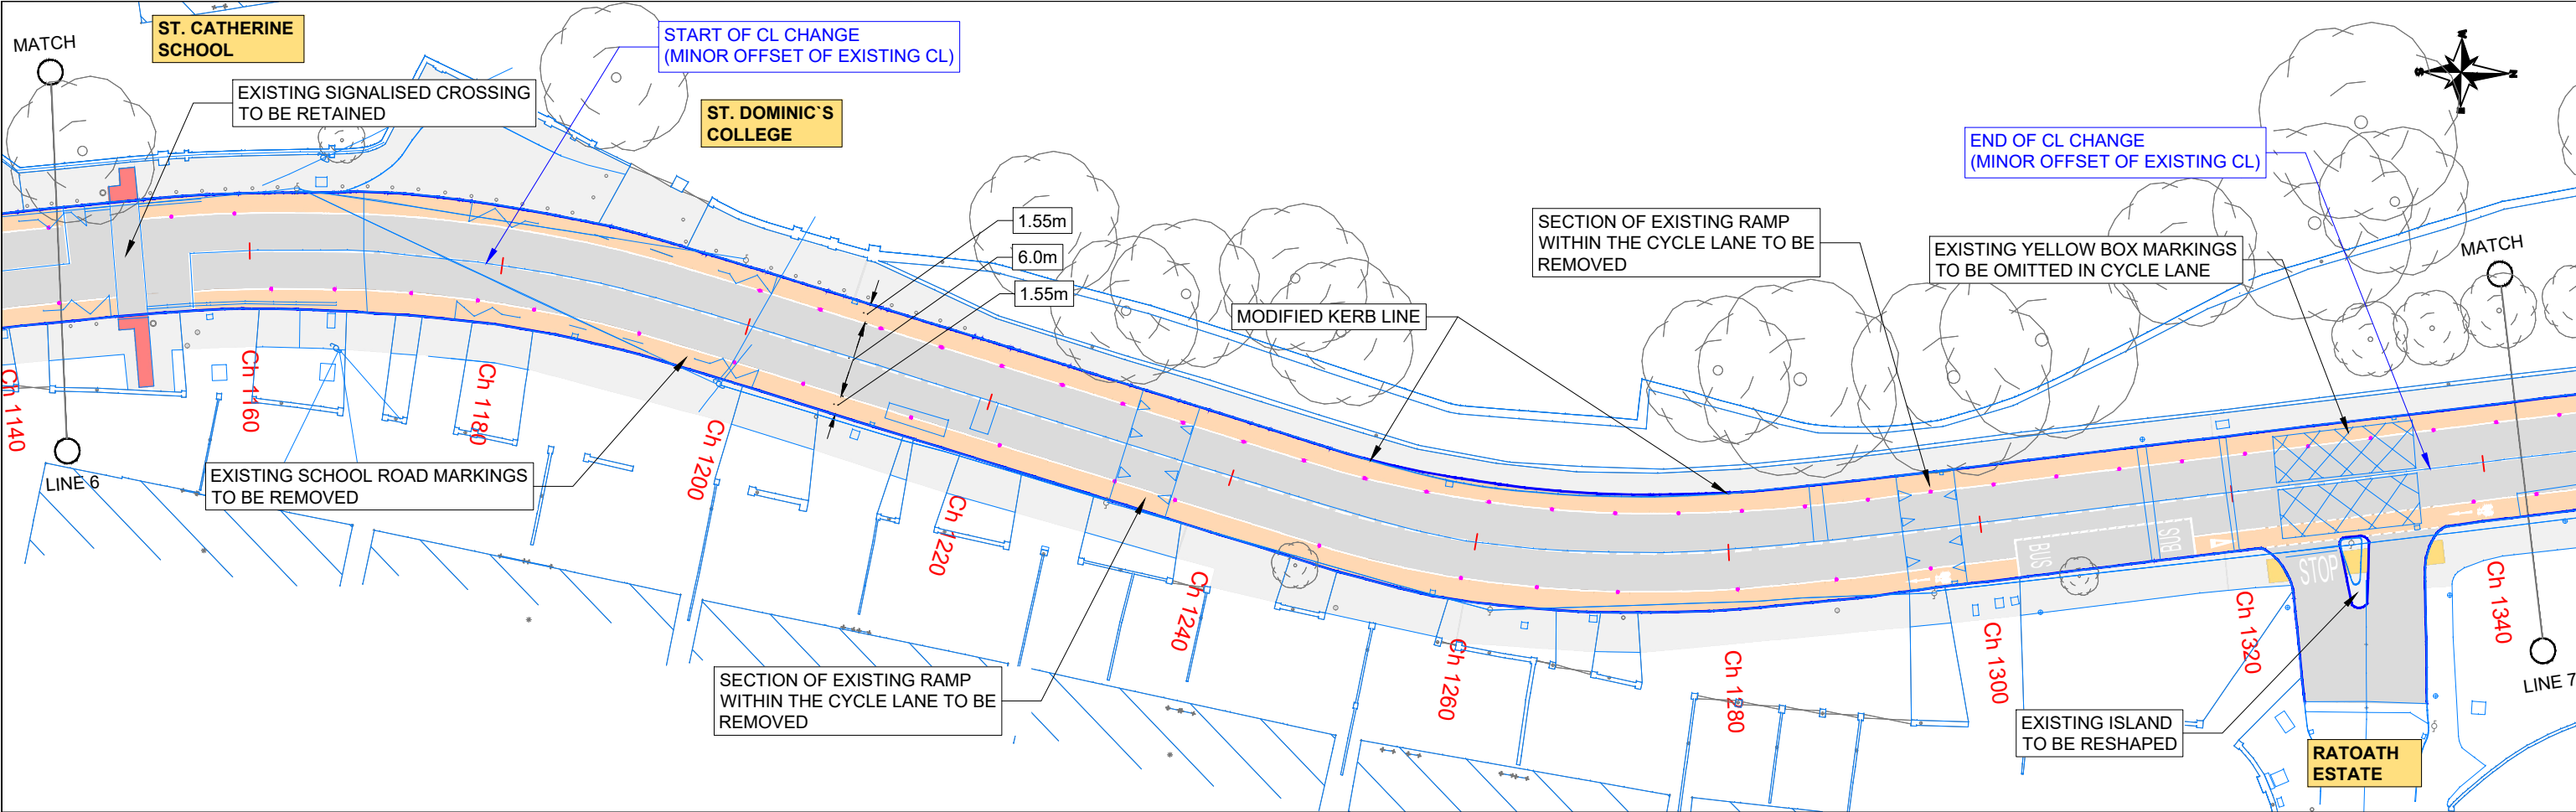 MATCH
ST. CATHERINE
SCHOOL
START OF CL CHANGE
(MINOR OFFSET OF EXISTING CL)
EXISTING SIGNALISED CROSSING
TO BE RETAINED
ST. DOMINIC`S
COLLEGE
END OF CL CHANGE
(MINOR OFFSET OF EXISTING CL)
1.55m
6.0m
1.55m
SECTION OF EXISTING RAMP
WITHIN THE CYCLE LANE TO BE
REMOVED
EXISTING YELLOW BOX MARKINGS
TO BE OMITTED IN CYCLE LANE
MATCH
MODIFIED KERB LINE
Ch 1140
Ch 1160
Ch 1180
Ch 1200
Ch 1220
Ch 1240
Ch 1260
Ch 1280
Ch 1300
Ch 1320
Ch 1340
LINE 6
EXISTING SCHOOL ROAD MARKINGS
TO BE REMOVED
BUS
BUS
STOP
SECTION OF EXISTING RAMP
WITHIN THE CYCLE LANE TO BE
REMOVED
EXISTING ISLAND
TO BE RESHAPED
LINE 7
RATOATH
ESTATE